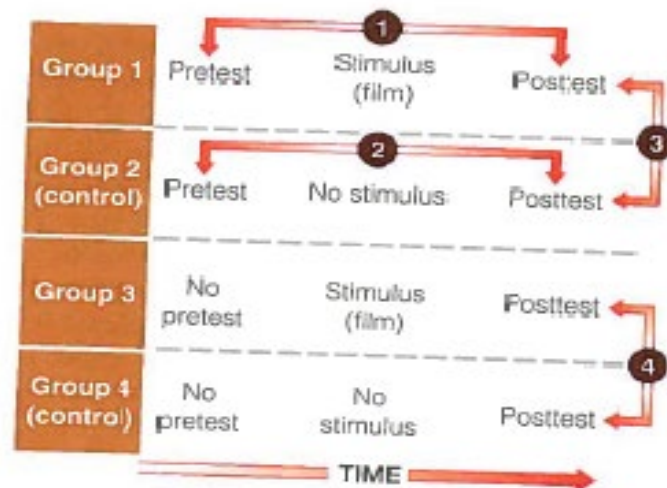 1
Group 1
Pretest
Stimulus
(film)
Posttest
3
2
Group 2
(control)
Pretest
No stimulus
Posttest
Group 3
No
pretest
Stimulus
(film)
Posttest
4
Group 4
(control)
No
pretest
No
stimulus
Posttest
TIME